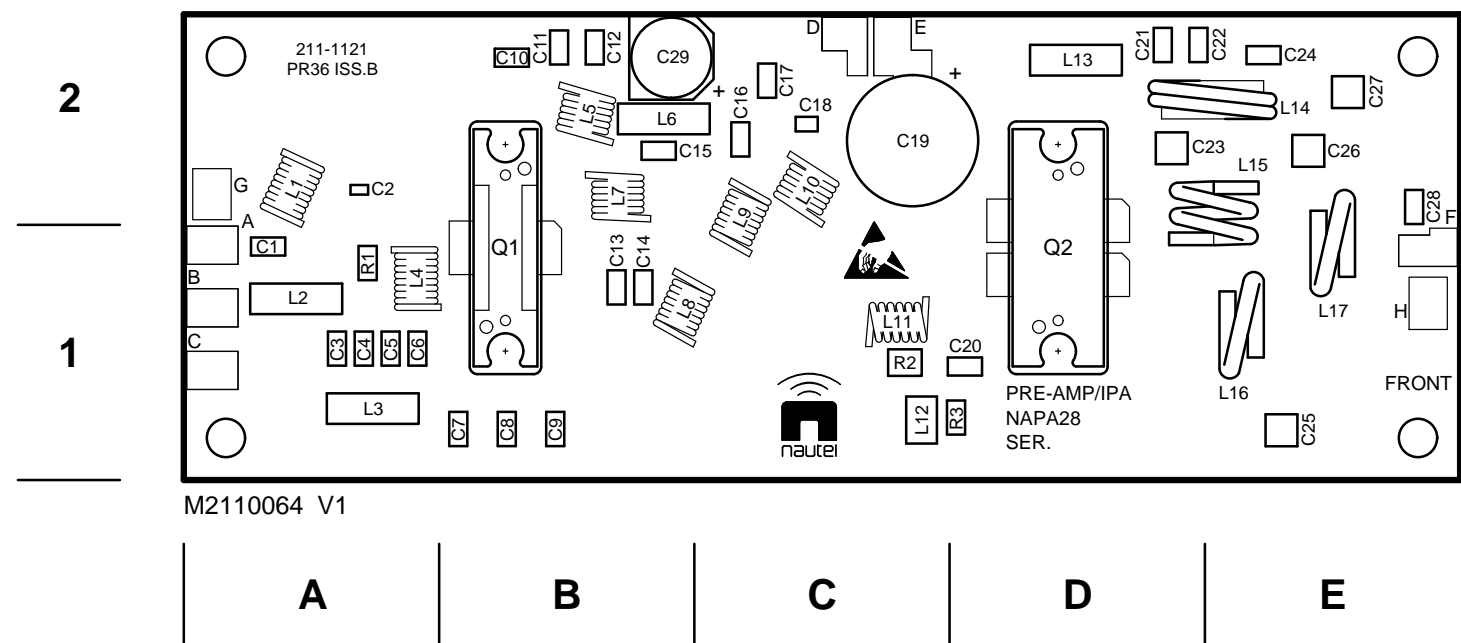 2
1
211-1121
PR36 ISS.B
C10
C11
C12
C29
+
L5
L6
C15
C16
C17
C18
D
E
+
C19
L13
C21
C22
C24
L14
C27
C23
L15
C26
C28
G
L1
C2
A
C1
R1
L4
B
L2
C
C3
C4
C5
C6
L3
C7
C8
C9
+
Q1
+
L7
C13
C14
L8
L9
L10
L11
R2
C20
L12
R3
nautel
+
Q2
+
PRE-AMP/IPA
NAPA28
SER.
L16
L17
C25
F
H
FRONT
M2110064 V1
A
B
C
D
E